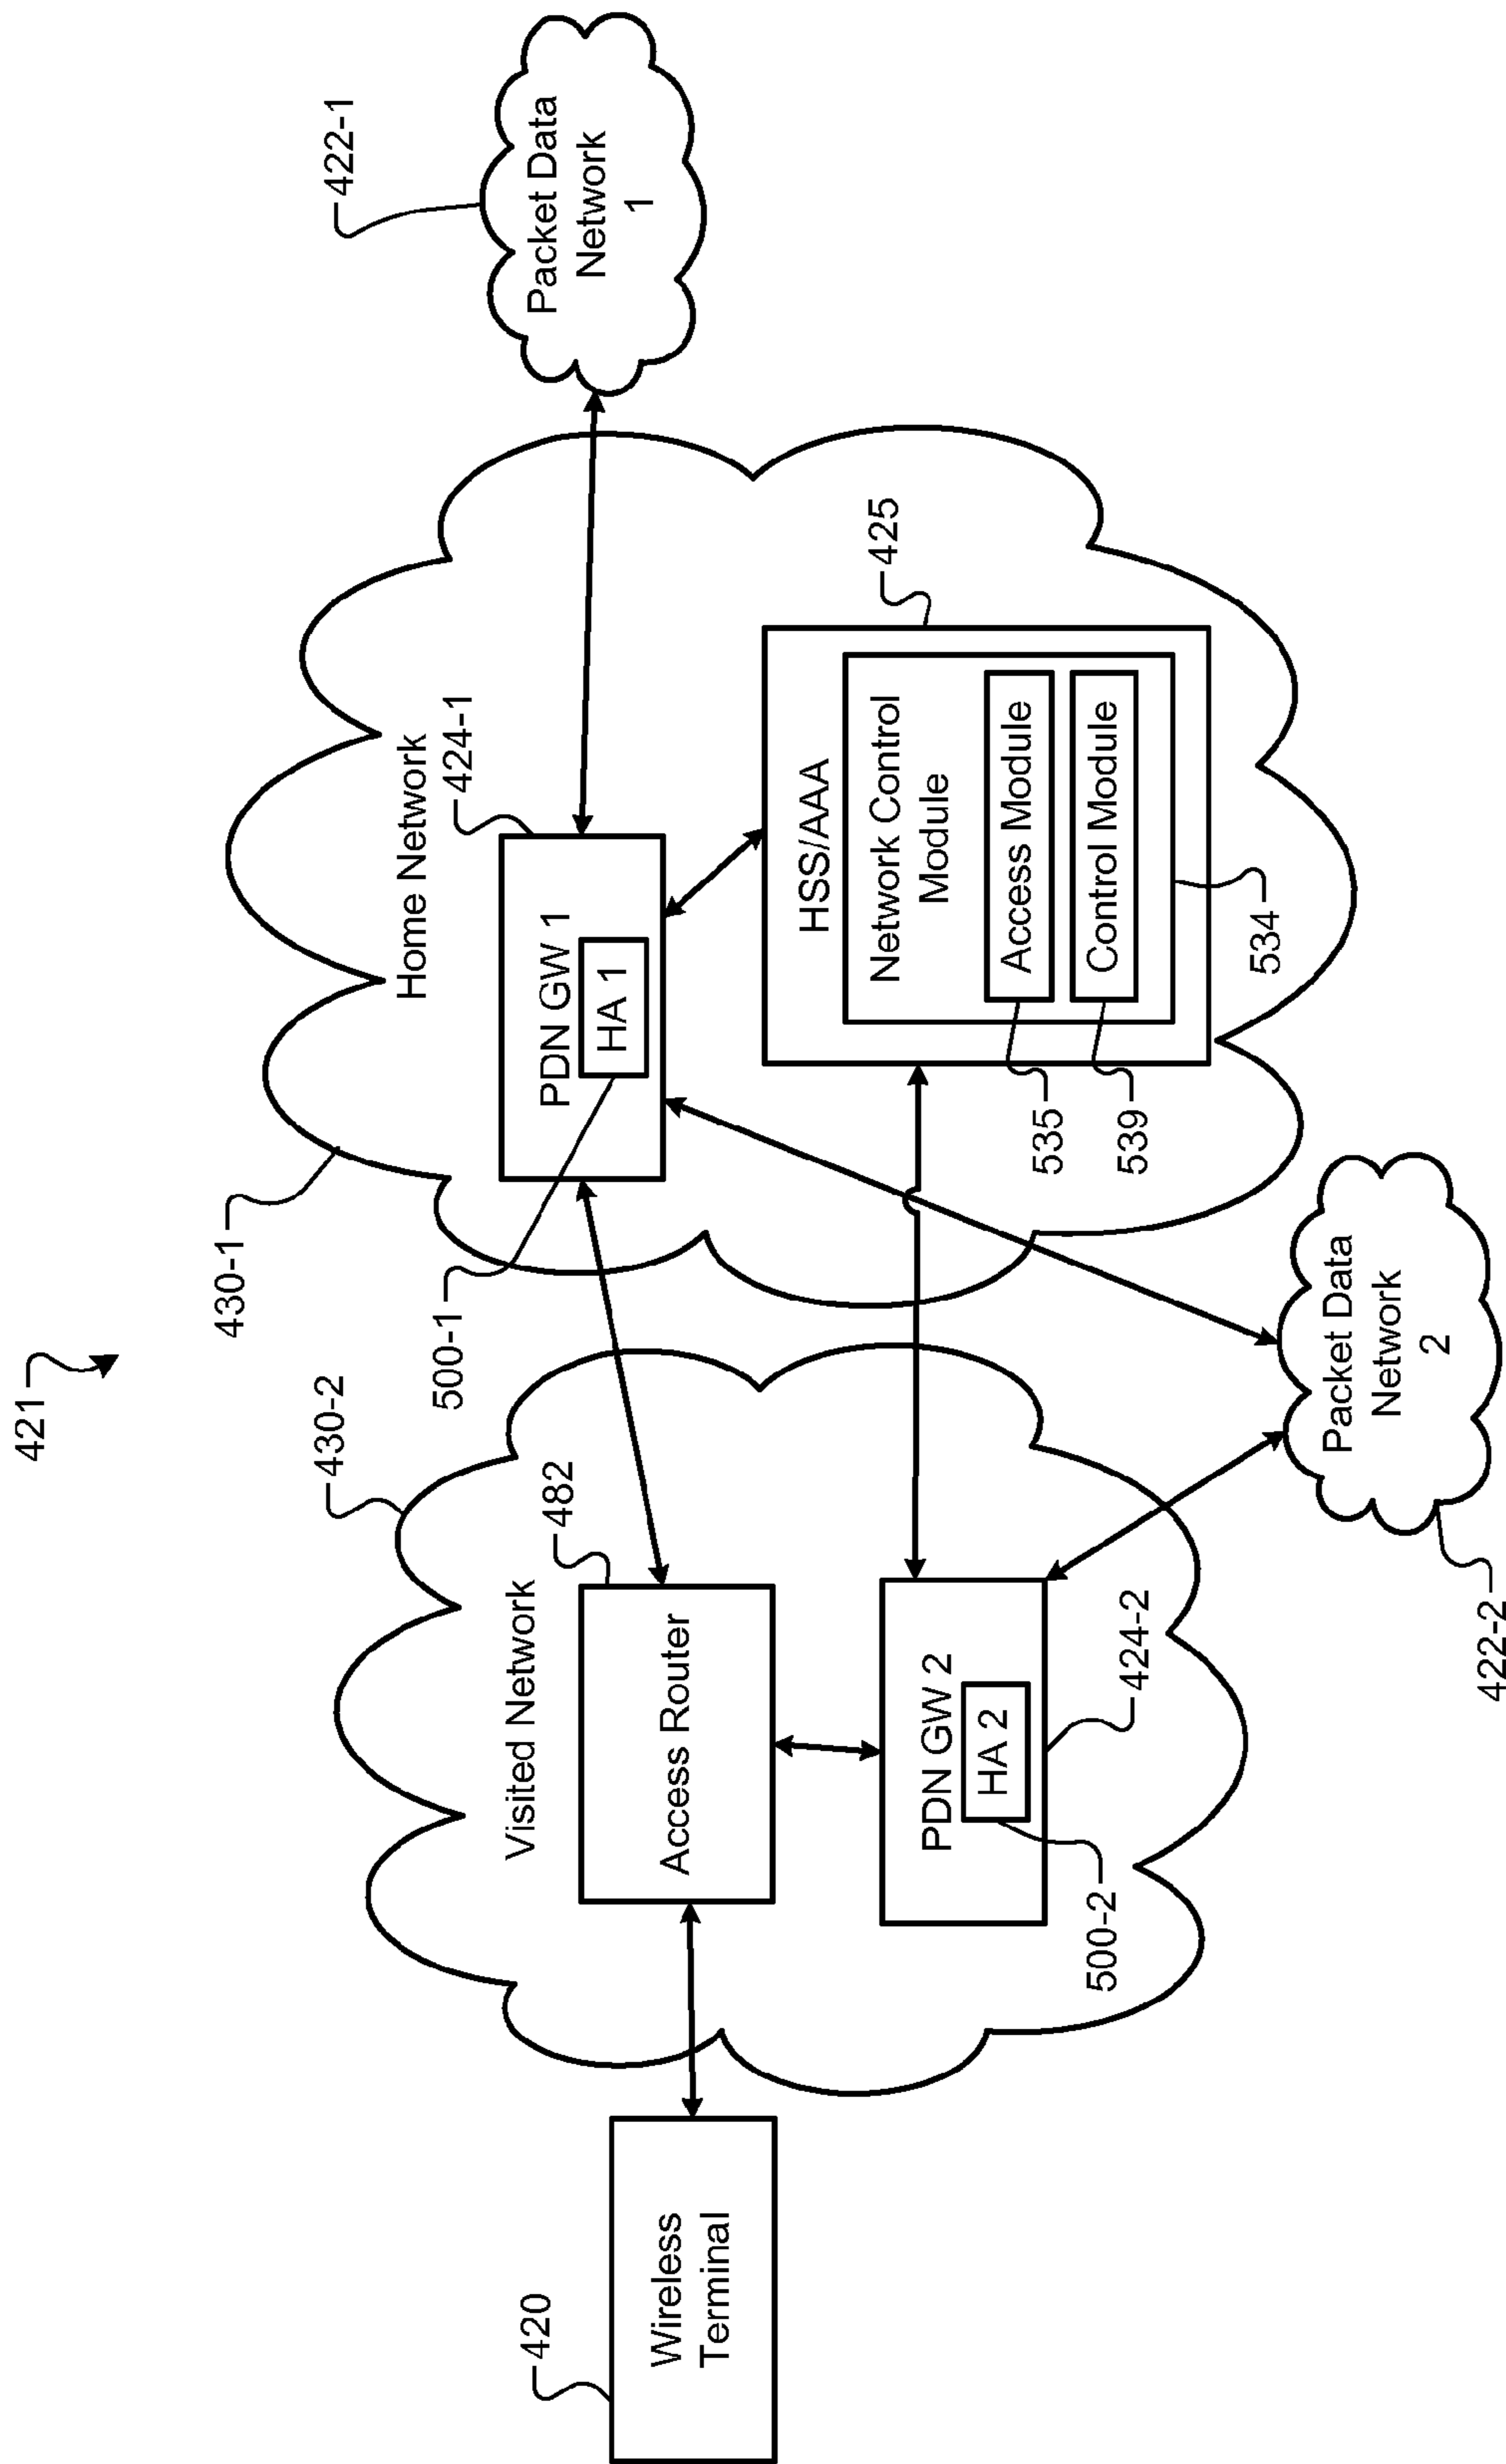 421
420
Wireless
Terminal
430-2
Visited Network
482
Access Router
PDN GW 2
HA 2
424-2
500-2
430-1
Home Network
424-1
PDN GW 1
HA 1
500-1
425
HSS/AAA
Network Control
Module
Access Module
Control Module
535
539
534
422-1
Packet Data
Network
1
Packet Data
Network
2
422-2